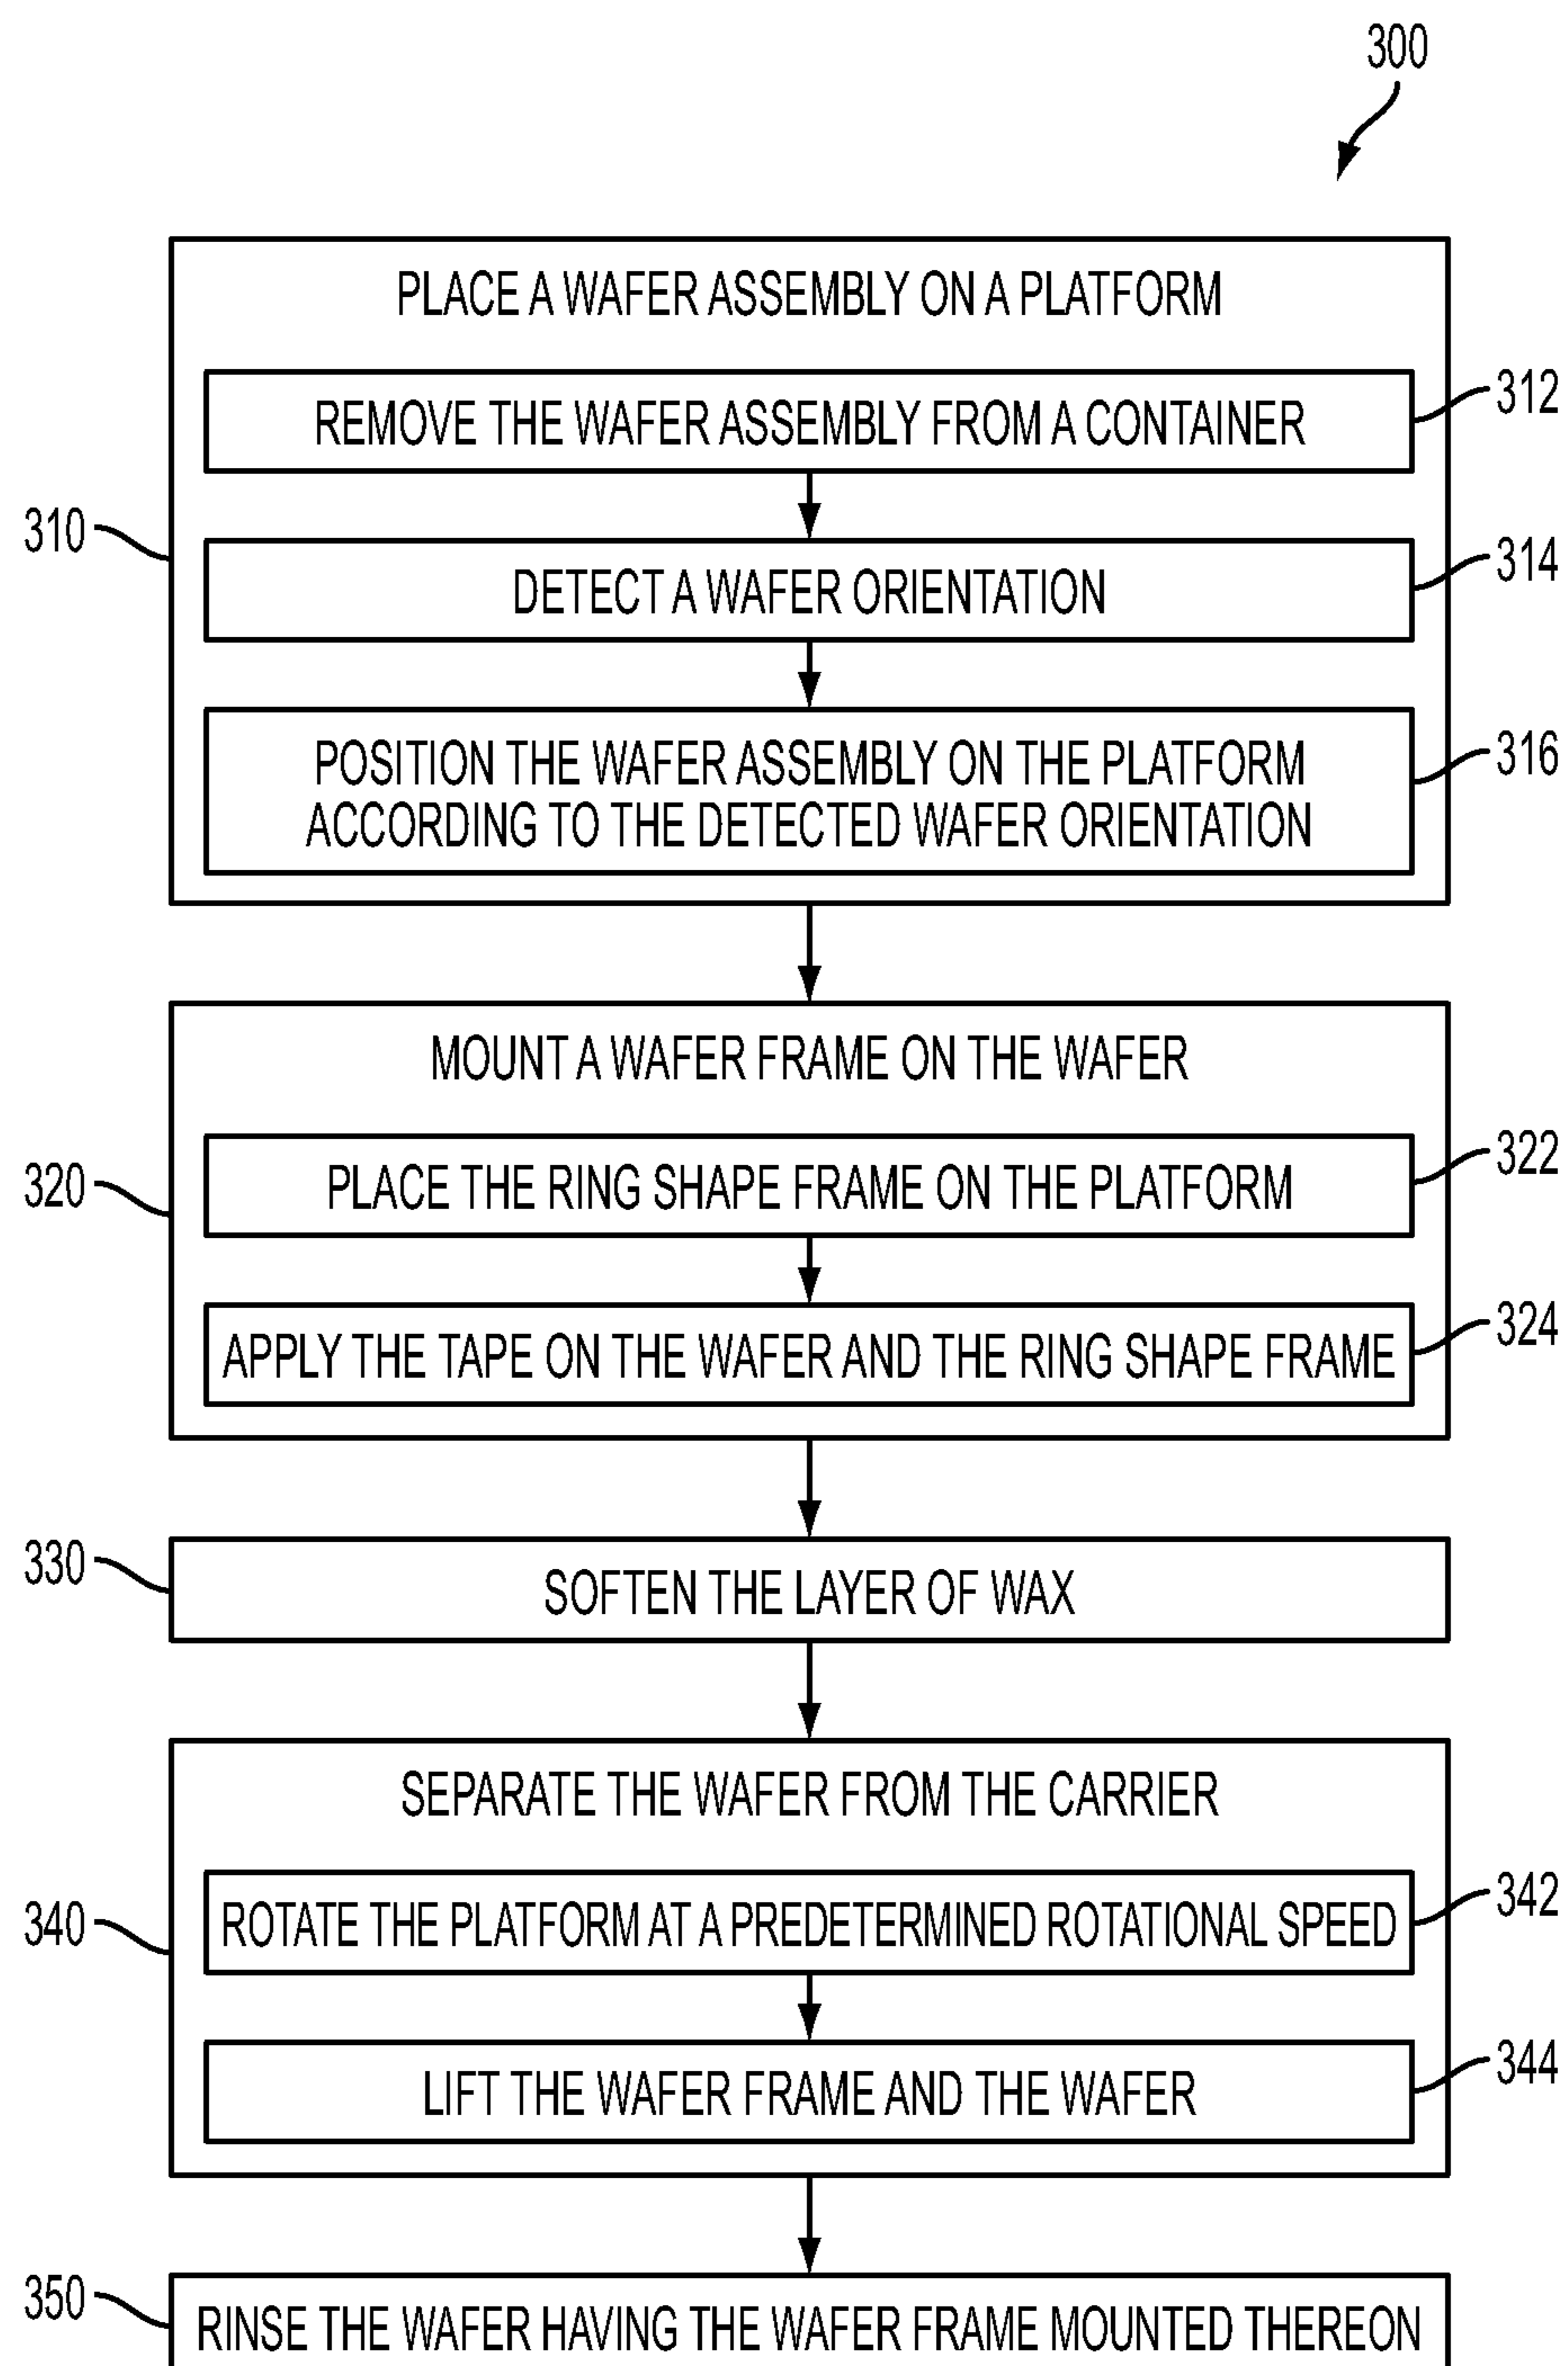 300
PLACE A WAFER ASSEMBLY ON A PLATFORM
REMOVE THE WAFER ASSEMBLY FROM A CONTAINER
312
310
DETECT A WAFER ORIENTATION
314
POSITION THE WAFER ASSEMBLY ON THE PLATFORM
ACCORDING TO THE DETECTED WAFER ORIENTATION
316
MOUNT A WAFER FRAME ON THE WAFER
320
PLACE THE RING SHAPE FRAME ON THE PLATFORM
322
APPLY THE TAPE ON THE WAFER AND THE RING SHAPE FRAME
324
330
SOFTEN THE LAYER OF WAX
SEPARATE THE WAFER FROM THE CARRIER
340
ROTATE THE PLATFORM AT A PREDETERMINED ROTATIONAL SPEED
342
LIFT THE WAFER FRAME AND THE WAFER
344
350
RINSE THE WAFER HAVING THE WAFER FRAME MOUNTED THEREON